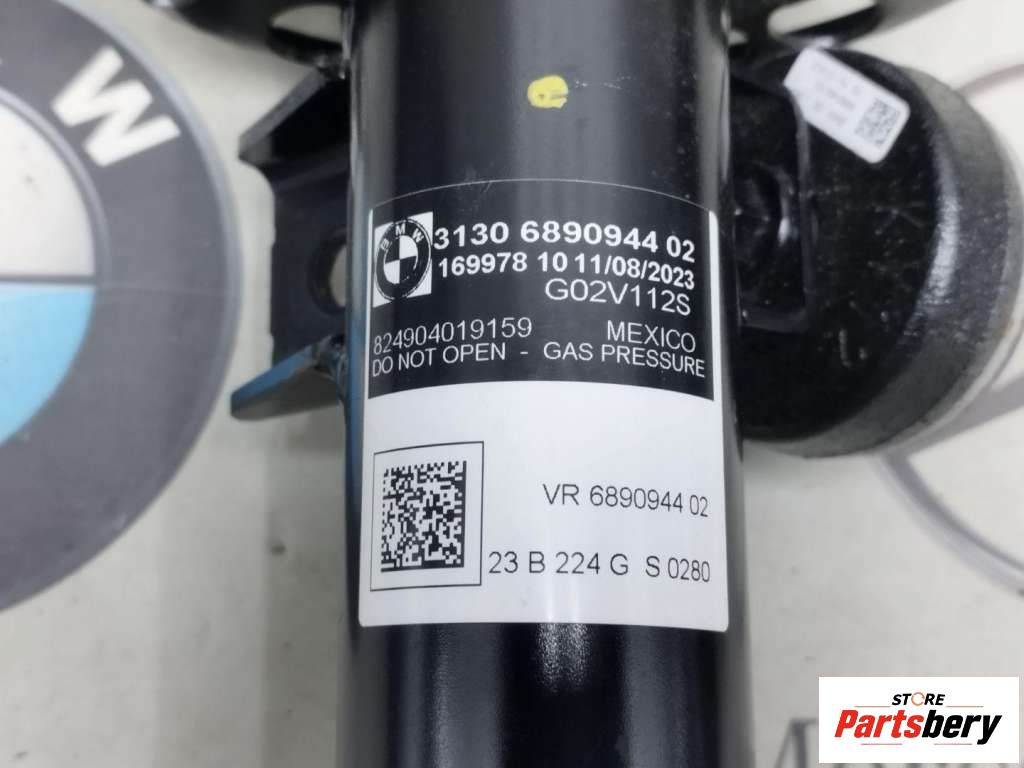 W
BMW
3130 6890944 02
169978 10 11/08/2023
G02V112S
824904019159 MEXICO
DO NOT OPEN - GAS PRESSURE
VR 6890944 02
23 B 224 G S 0280
STORE
Partsbery